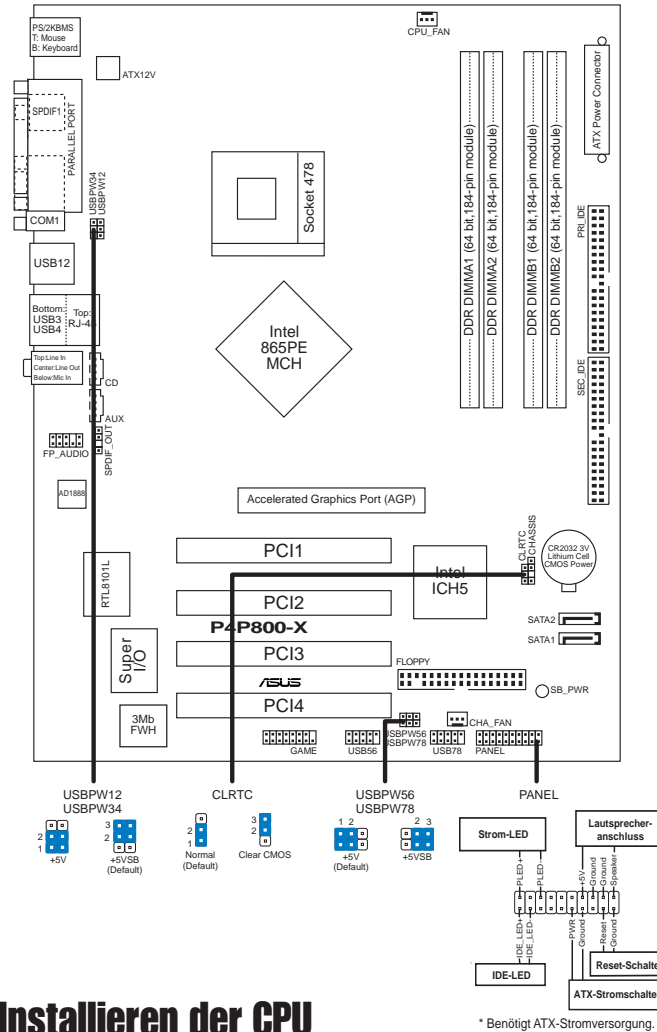 CPU_FAN
PS/2KBMS
T: Mouse
B: Keyboard
ATX12V
SPDIF1
PARALLEL PORT
USBPW34
USBPW12
COM1
USB12
Bottom:
USB3
USB4
Top:
RJ-45
Top:Line In
Center:Line Out
Below:Mic In
CD
AUX
SPDIF_OUT
FP_AUDIO
AD1888
RTL8101L
Super
I/O
3Mb
FWH
Socket 478
Intel
865PE
MCH
DDR DIMMA1 (64 bit,184-pin module)
DDR DIMMA2 (64 bit,184-pin module)
DDR DIMMB1 (64 bit,184-pin module)
DDR DIMMB2 (64 bit,184-pin module)
ATX Power Connector
PRI_IDE
SEC_IDE
Accelerated Graphics Port (AGP)
PCI1
PCI2
P4P800-X
PCI3
ASUS
PCI4
Intel
ICH5
CLRTC
CHASSIS
CR2032 3V
Lithium Cell
CMOS Power
SATA2
SATA1
FLOPPY
SB_PWR
CHA_FAN
GAME
USB56
USBPW56
USBPW78
USB78
PANEL
USBPW12
USBPW34
2
1
+5V
3
2
+5VSB
(Default)
CLRTC
2
1
Normal
(Default)
3
2
Clear CMOS
USBPW56
USBPW78
1 2
+5V
(Default)
2 3
+5VSB
PANEL
Strom-LED
Lautsprecher-
anschluss
PLED+
PLED-
+5V
Ground
Ground
Speaker
IDE_LED+
IDE_LED-
PWR
Ground
Reset
Ground
IDE-LED
Reset-Schalte
ATX-Stromschalte
* Benötigt ATX-Stromversorgung.
Installieren der CPU